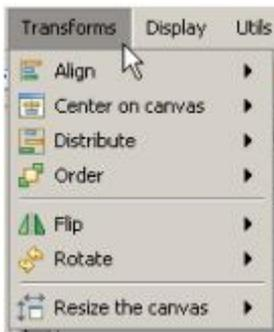 Transforms Display Utils
Align
Center on canvas
Distribute
Order
Flip
Rotate
Resize the canvas